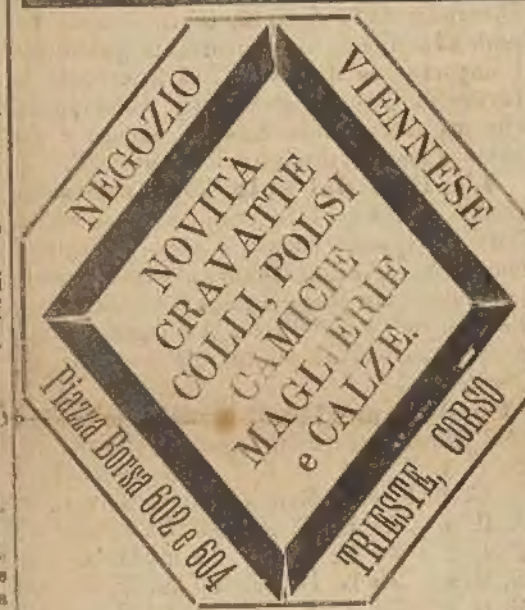 NEGOZIO
VIENNESE
NOVITÀ
CRAVATTE
COLLI, POLSI
CAMICIE
MAGLIERIE
e CALZE.
Piazza Borsa 602 e 604
TRIESTE, CORSO